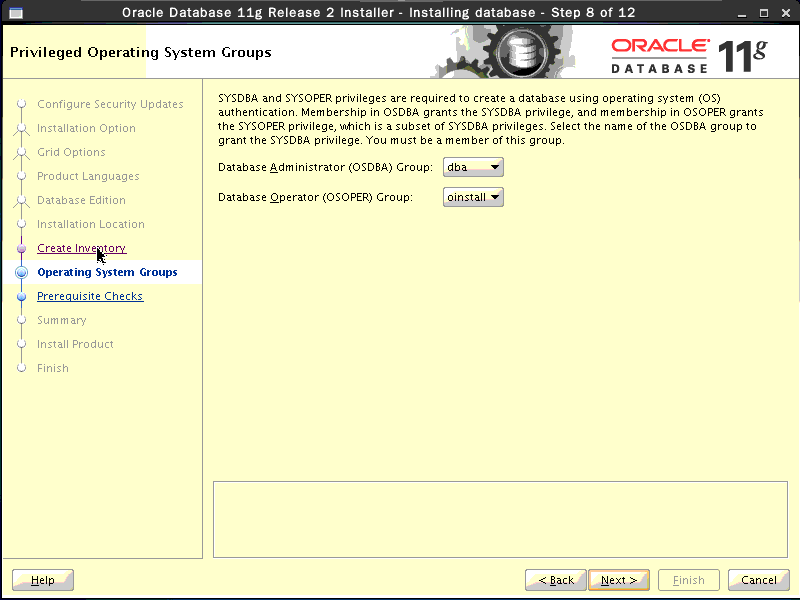 Oracle Database 11g Release 2 Installer - Installing database - Step 8 of 12
Privileged Operating System Groups
ORACLE
DATABASE
11g
Configure Security Updates
Installation Option
Grid Options
Product Languages
Database Edition
Installation Location
Create Inventory
Operating System Groups
Prerequisite Checks
Summary
Install Product
Finish
SYSDBA and SYSOPER privileges are required to create a database using operating system (OS)
authentication. Membership in OSDBA grants the SYSDBA privilege, and membership in OSOPER grants
the SYSOPER privilege, which is a subset of SYSDBA privileges. Select the name of the OSDBA group to
grant the SYSDBA privilege. You must be a member of this group.
Database Administrator (OSDBA) Group: dba
Database Operator (OSOPER) Group: oinstall
Help
< Back
Next >
Finish
Cancel